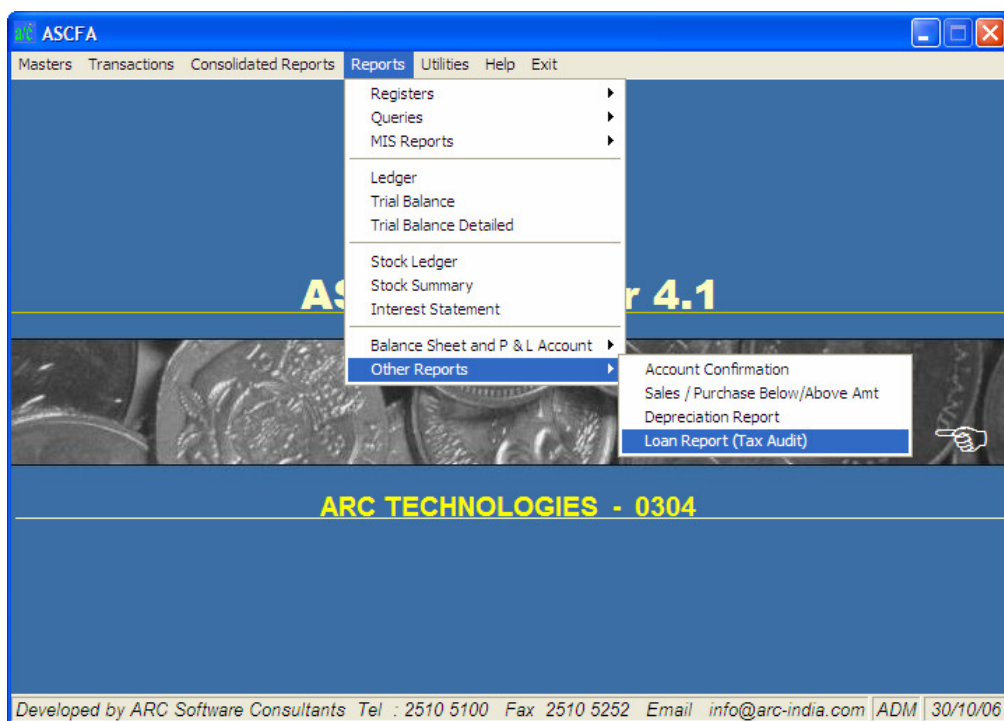 a/c ASCFA
Masters Transactions Consolidated Reports Reports Utilities Help Exit
Registers
Queries
MIS Reports
Ledger
Trial Balance
Trial Balance Detailed
Stock Ledger
Stock Summary
Interest Statement
Balance Sheet and P & L Account
Other Reports
Account Confirmation
Sales / Purchase Below/Above Amt
Depreciation Report
Loan Report (Tax Audit)
4.1
ARC TECHNOLOGIES - 0304
Developed by ARC Software Consultants Tel : 2510 5100 Fax 2510 5252 Email info@arc-india.com ADM 30/10/06